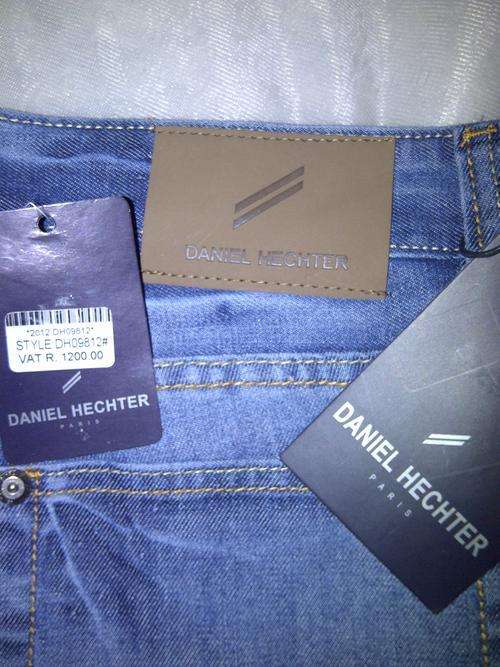 DANIEL HECHTER
"2012 DH09812"
STYLE DH09812#
VAT R. 1200.00
DANIEL HECHTER
PARIS
DANIEL HECHTER
PARIS